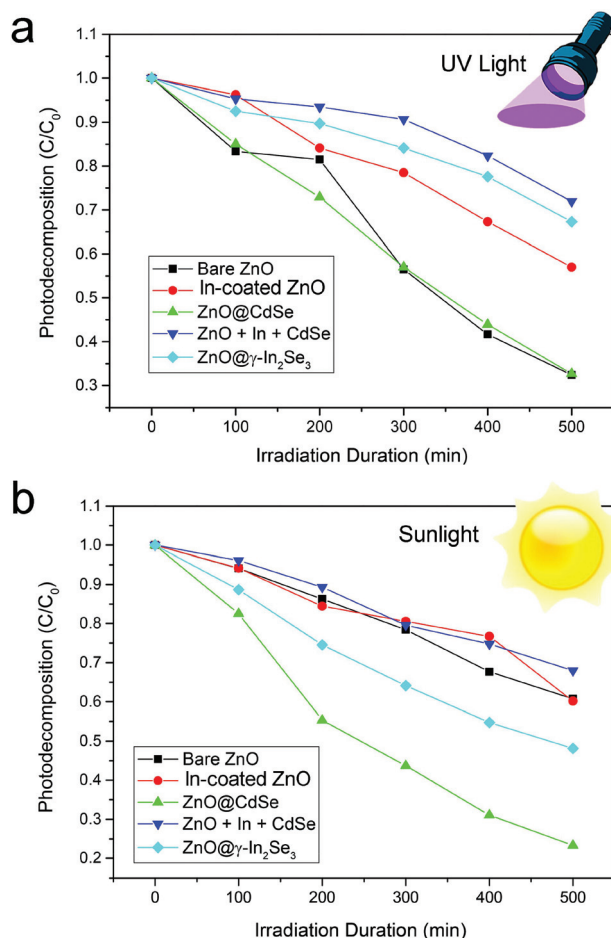 a
UV Light
1.1
1.0
0.9
0.8
0.7
0.6
0.5
0.4
0.3
Photodecomposition (C/C₀)
Bare ZnO
In-coated ZnO
ZnO@CdSe
ZnO + In + CdSe
ZnO@γ-In₂Se₃
0 100 200 300 400 500
Irradiation Duration (min)
b
Sunlight
1.1
1.0
0.9
0.8
0.7
0.6
0.5
0.4
0.3
0.2
Photodecomposition (C/C₀)
Bare ZnO
In-coated ZnO
ZnO@CdSe
ZnO + In + CdSe
ZnO@γ-In₂Se₃
0 100 200 300 400 500
Irradiation Duration (min)